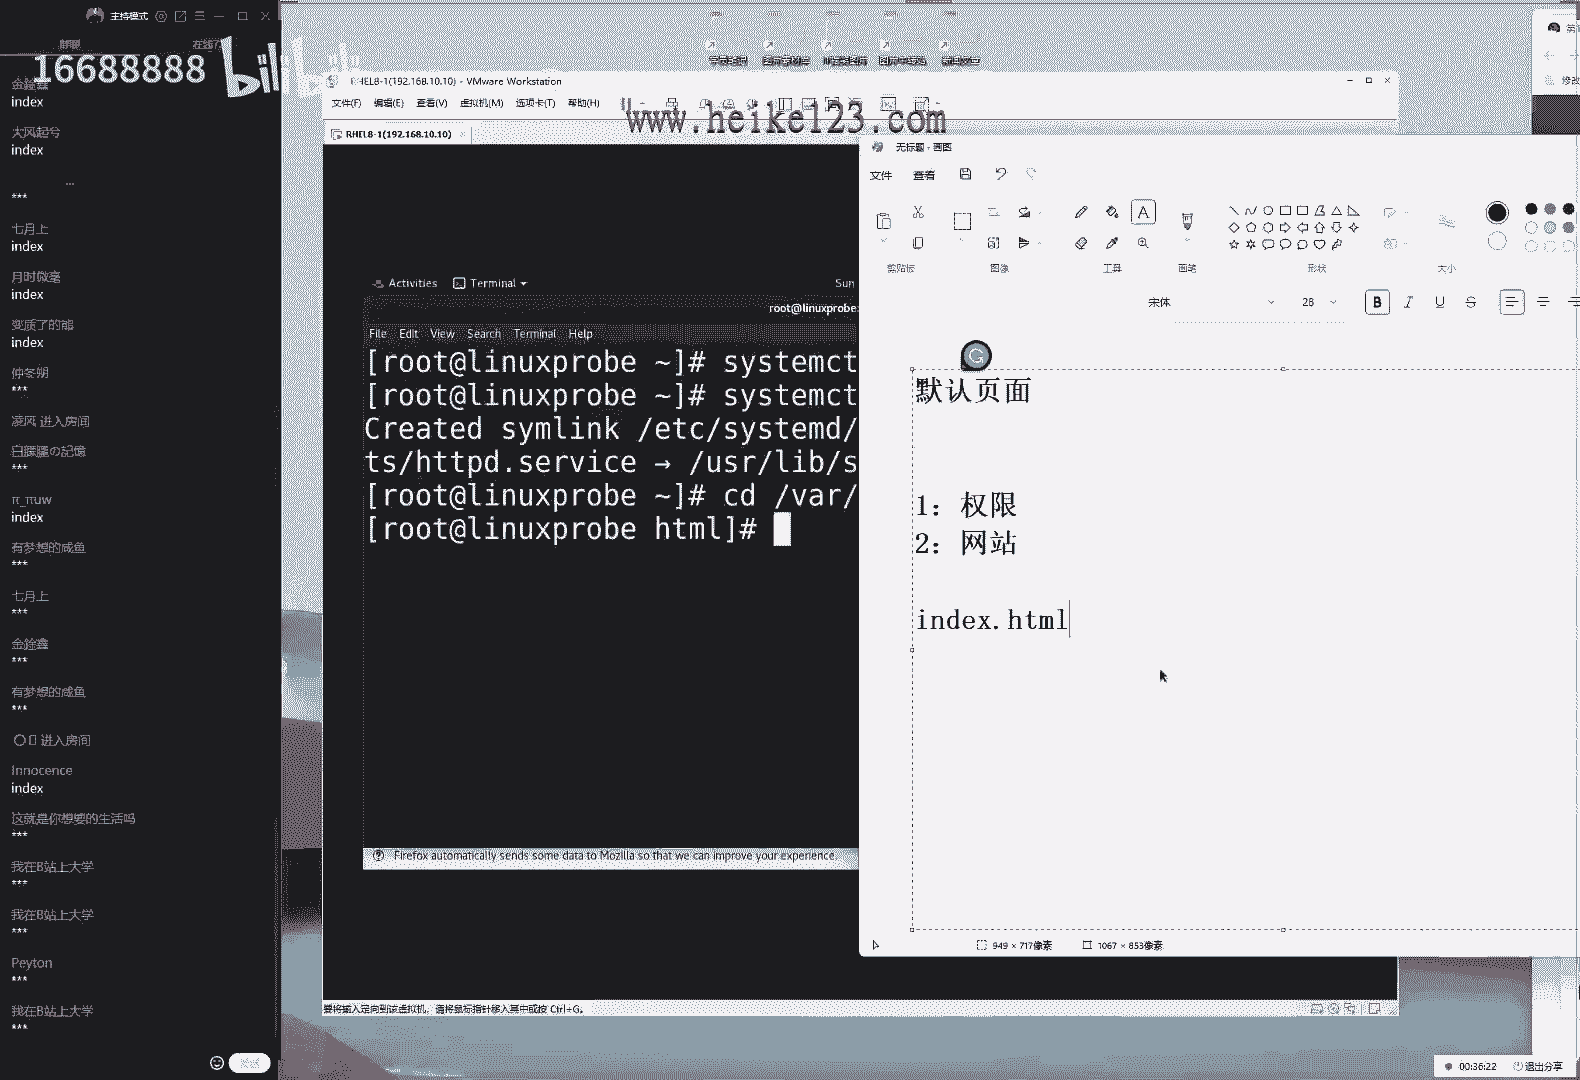 主持模式
16688888
bilibili
index
大风起兮
index
...
***
七月上
index
月时微毫
index
变质了的能
index
仲冬朔
***
凌风 进入房间
***
π_πuw
index
有梦想的咸鱼
***
七月上
***
金鎗鑫
***
有梦想的咸鱼
***
进入房间
Innocence
index
这就是你想要的生活吗
***
我在B站上大学
***
我在B站上大学
***
Peyton
***
我在B站上大学
***
RHEL8-1(192.168.10.10) - VMware Workstation
文件(F) 编辑(E) 查看(V) 虚拟机(M) 选项卡(T) 帮助(H)
www.heike123.com
RHEL8-1(192.168.10.10) ×
Activities Terminal Sun
root@linuxprobe:
File Edit View Search Terminal Help
[root@linuxprobe ~]# systemct
[root@linuxprobe ~]# systemct
Created symlink /etc/systemd/
ts/httpd.service → /usr/lib/s
[root@linuxprobe ~]# cd /var/
[root@linuxprobe html]#
Firefox automatically sends some data to Mozilla so that we can improve your experience.
要将输入定向到该虚拟机，请将鼠标指针移入其中或按 Ctrl+G。
无标题 - 画图
文件 查看
剪贴板 图像 工具 画笔 形状 大小
宋体 28 B I U S
默认页面
1：权限
2：网站
index.html
949 × 717像素 1067 × 853像素
修改
00:36:22 退出分享